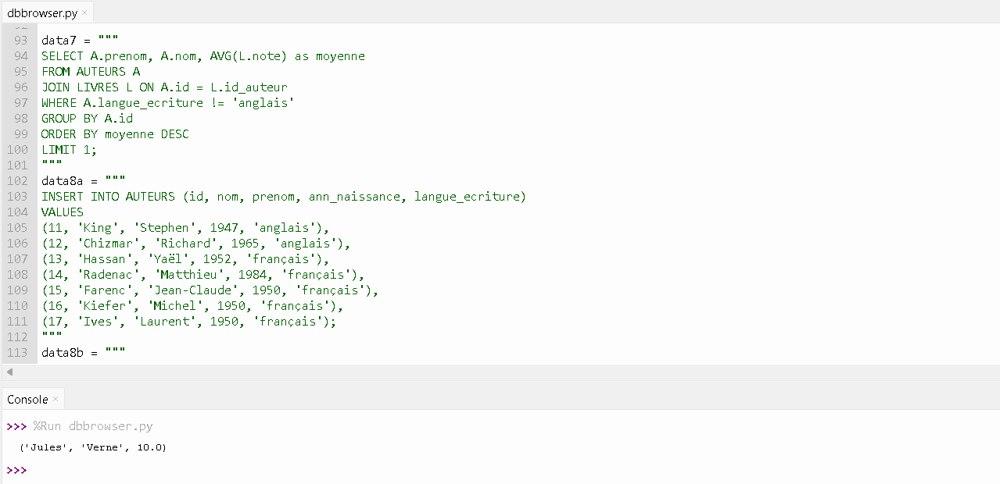 dbbrowser.py ×
93 data7 = """
94 SELECT A.prenom, A.nom, AVG(L.note) as moyenne
95 FROM AUTEURS A
96 JOIN LIVRES L ON A.id = L.id_auteur
97 WHERE A.langue_ecriture != 'anglais'
98 GROUP BY A.id
99 ORDER BY moyenne DESC
100 LIMIT 1;
101 """
102 data8a = """
103 INSERT INTO AUTEURS (id, nom, prenom, ann_naissance, langue_ecriture)
104 VALUES
105 (11, 'King', 'Stephen', 1947, 'anglais'),
106 (12, 'Chizmar', 'Richard', 1965, 'anglais'),
107 (13, 'Hassan', 'Yaël', 1952, 'français'),
108 (14, 'Radenac', 'Matthieu', 1984, 'français'),
109 (15, 'Farenc', 'Jean-Claude', 1950, 'français'),
110 (16, 'Kiefer', 'Michel', 1950, 'français'),
111 (17, 'Ives', 'Laurent', 1950, 'français');
112 """
113 data8b = """
Console ×
>>> %Run dbbrowser.py
('Jules', 'Verne', 10.0)
>>>